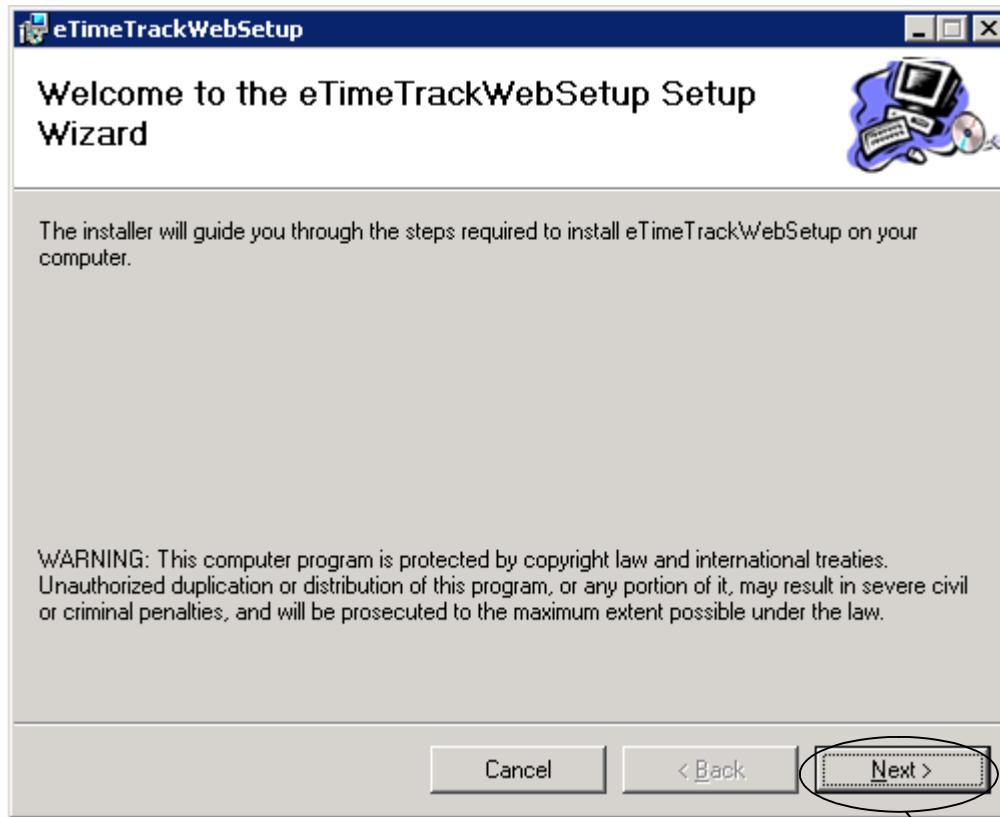 eTimeTrackWebSetup
Welcome to the eTimeTrackWebSetup Setup
Wizard
The installer will guide you through the steps required to install eTimeTrackWebSetup on your
computer.
WARNING: This computer program is protected by copyright law and international treaties.
Unauthorized duplication or distribution of this program, or any portion of it, may result in severe civil
or criminal penalties, and will be prosecuted to the maximum extent possible under the law.
Cancel < Back Next >